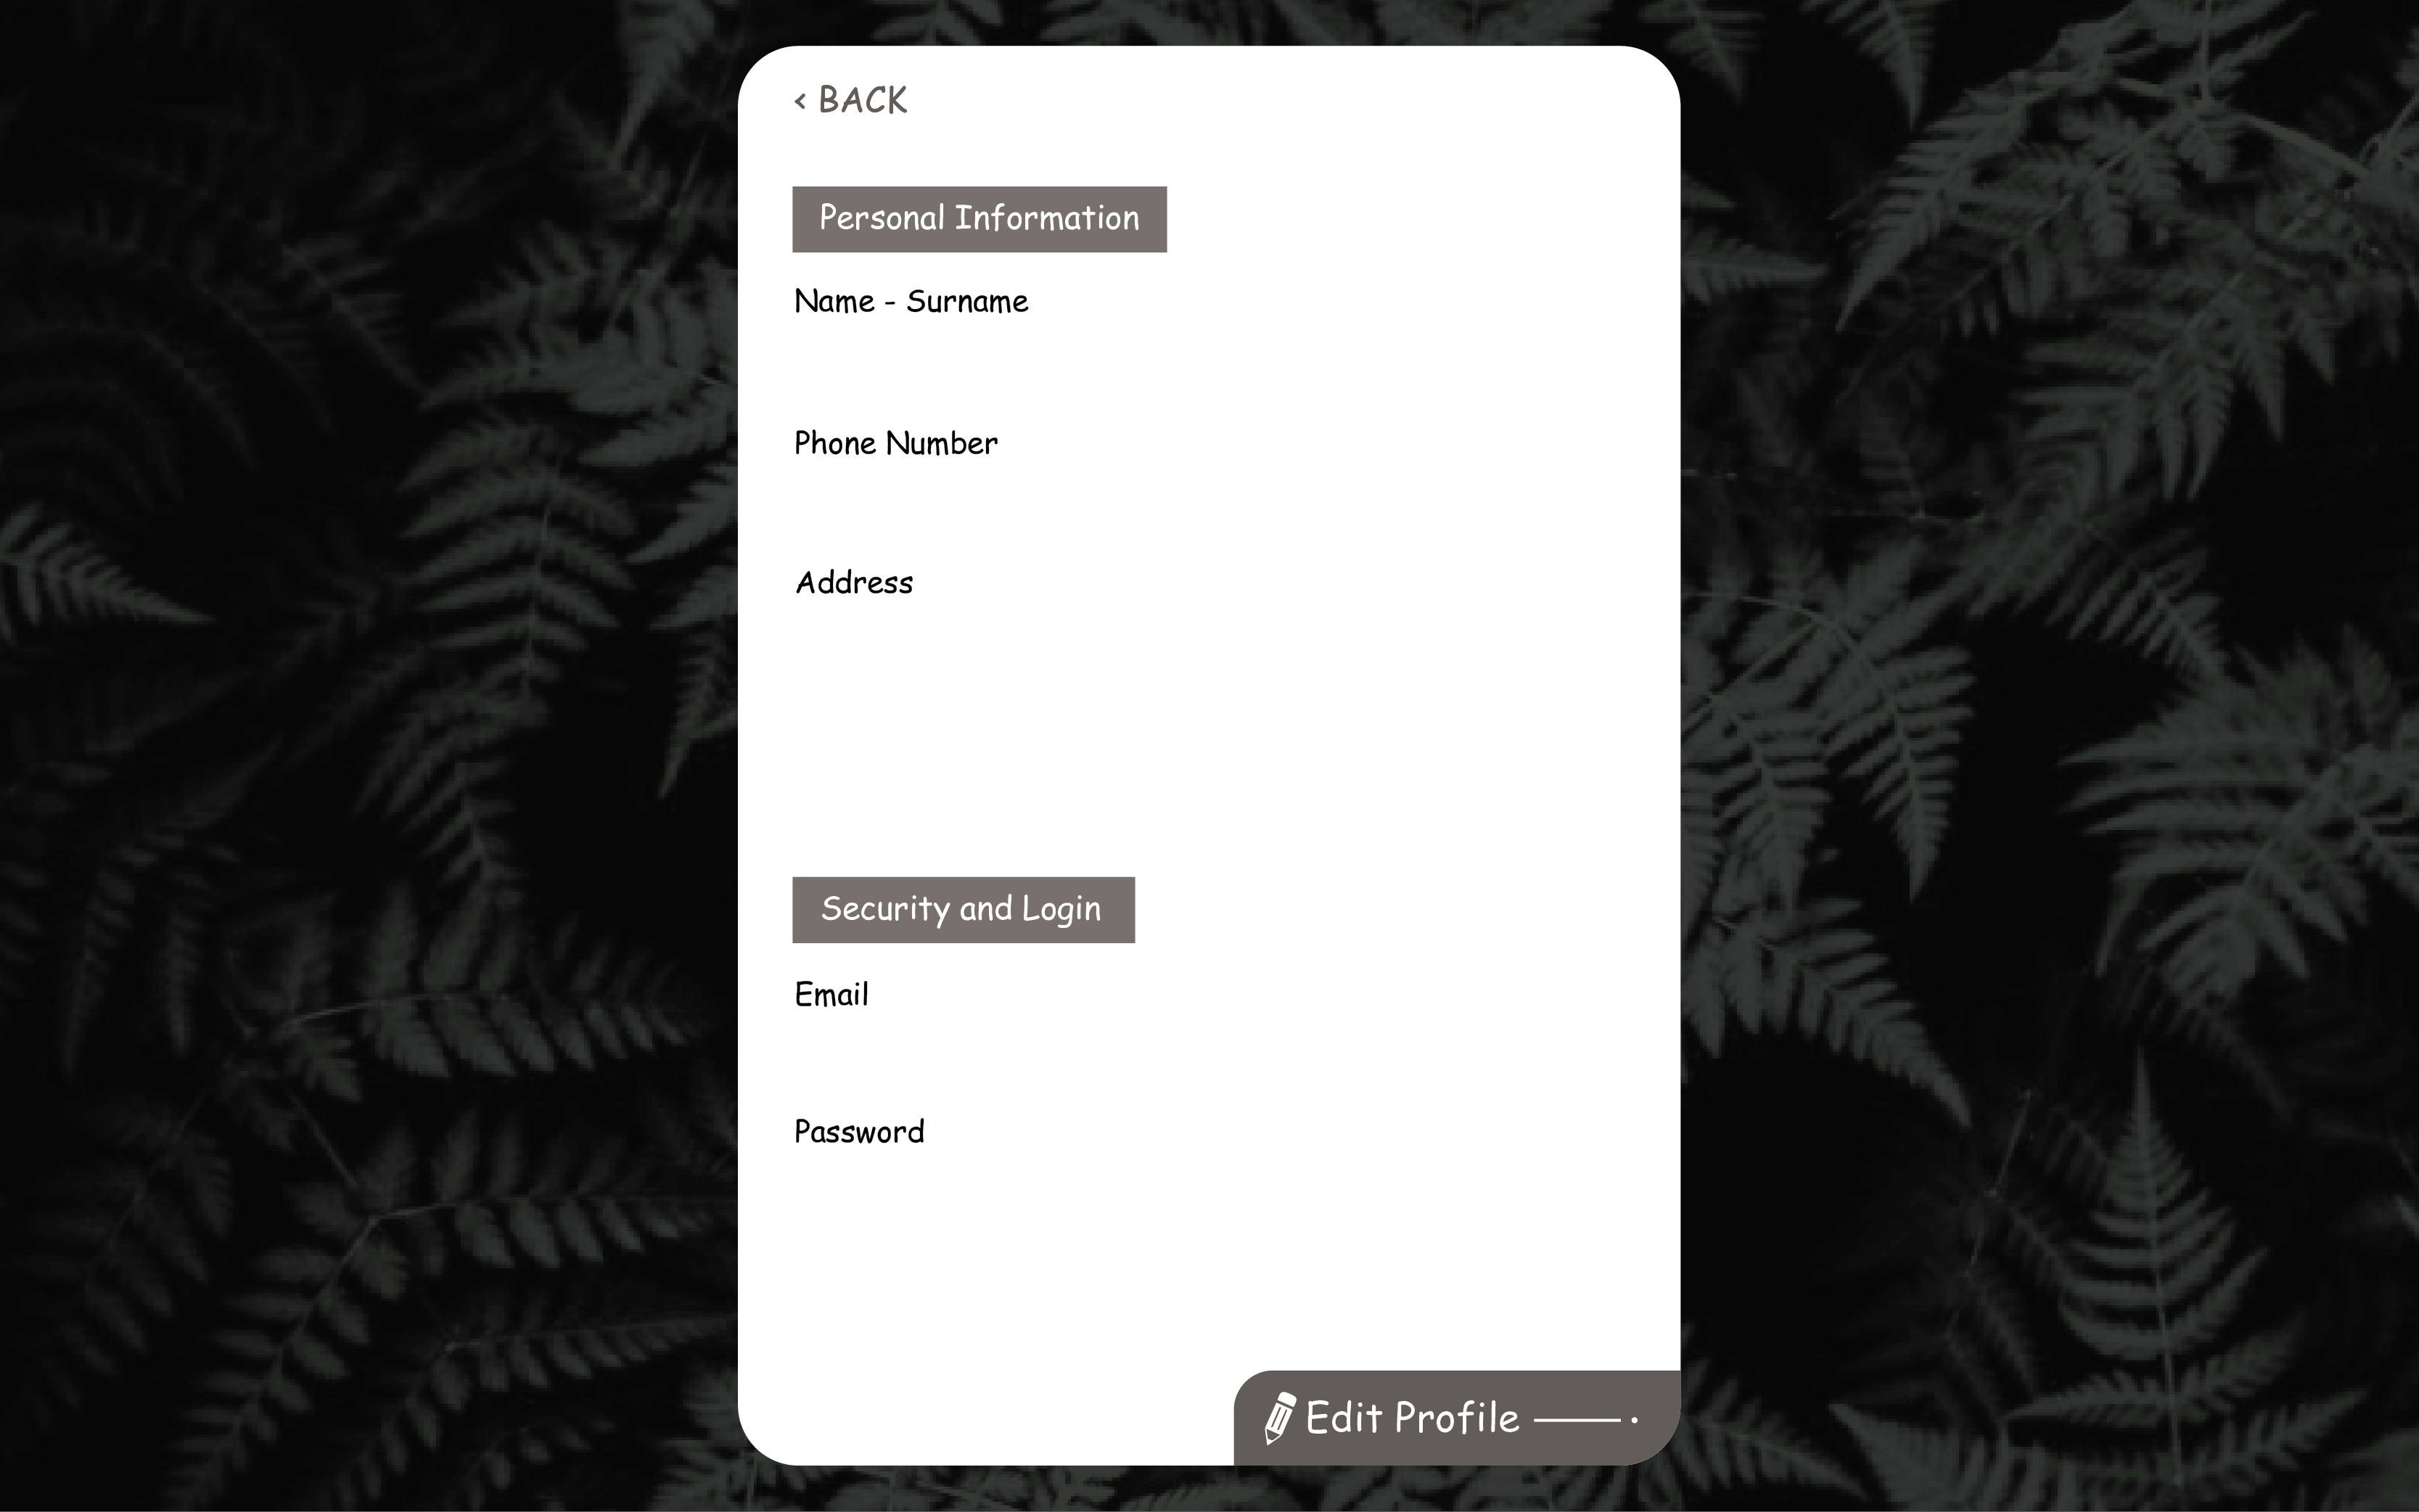 < BACK
Personal Information
Name - Surname
Phone Number
Address
Security and Login
Email
Password
Edit Profile